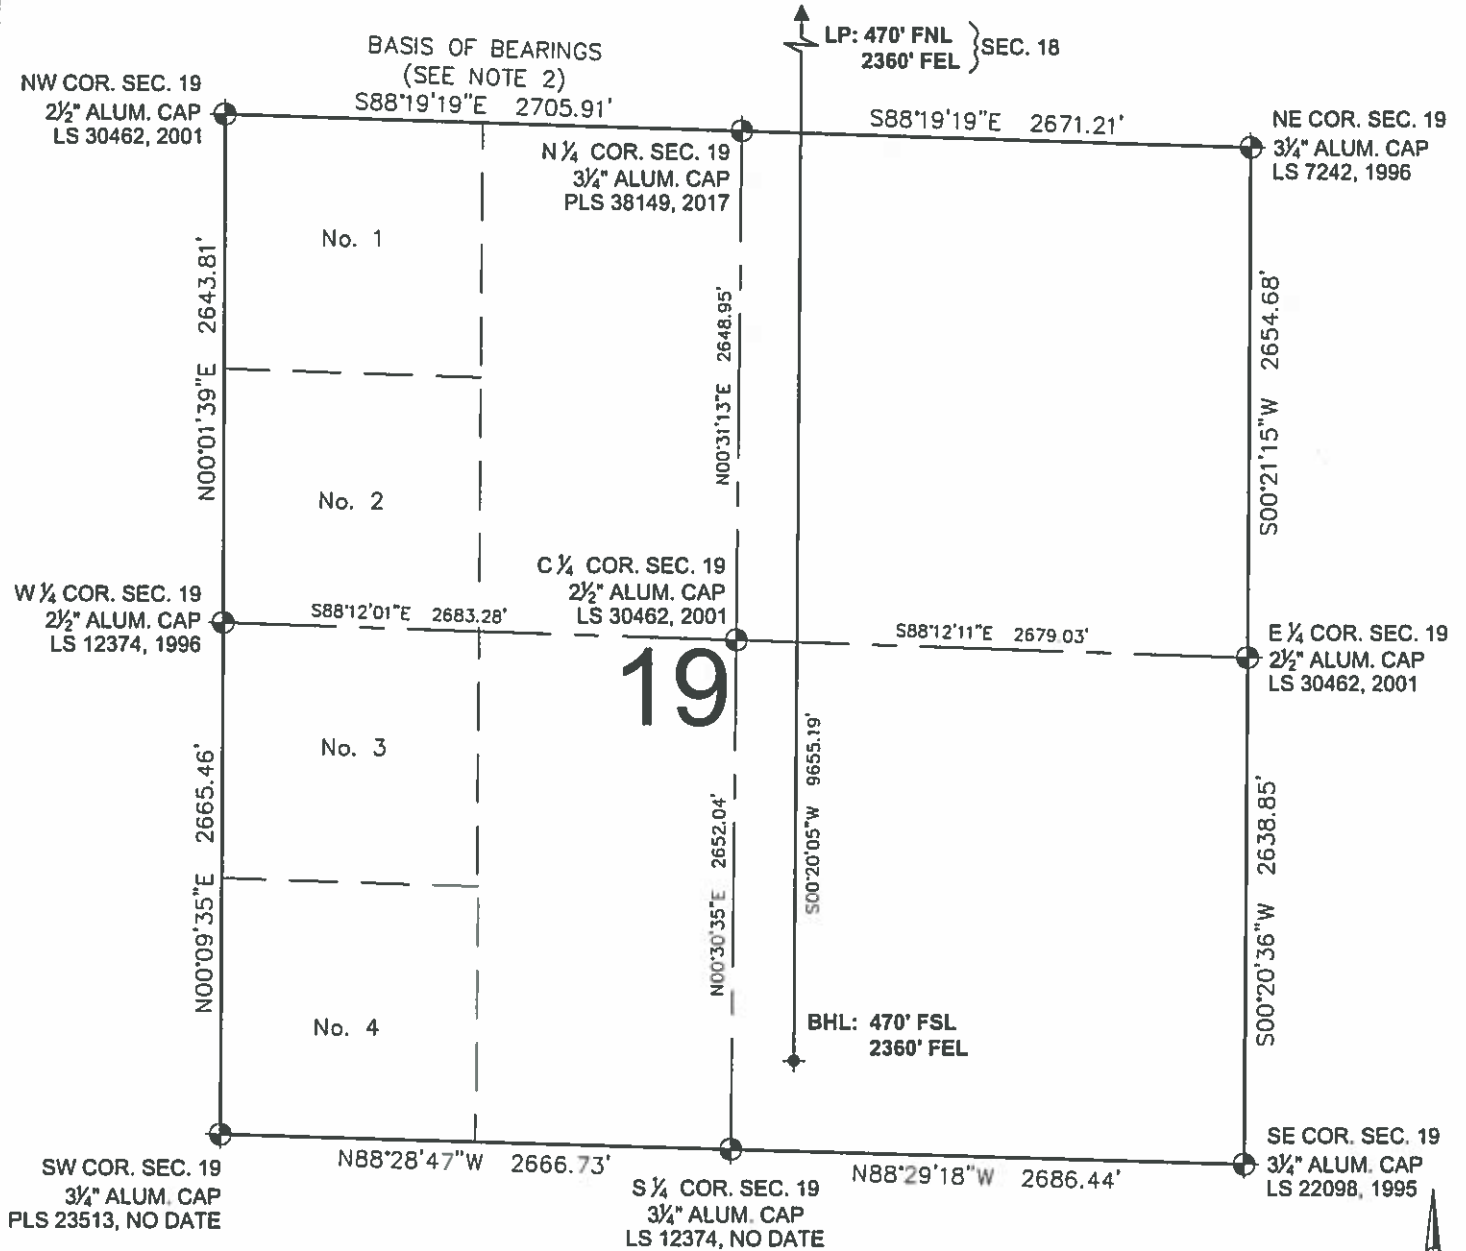 LP: 470' FNL
2360' FEL
SEC. 18
BASIS OF BEARINGS
(SEE NOTE 2)
S88°19'19"E 2705.91'
S88°19'19"E 2671.21'
NW COR. SEC. 19
2½" ALUM. CAP
LS 30462, 2001
N ¼ COR. SEC. 19
3¼" ALUM. CAP
PLS 38149, 2017
NE COR. SEC. 19
3¼" ALUM. CAP
LS 7242, 1996
No. 1
N00°01'39"E 2643.81'
N00°31'13"E 2648.95'
S00°21'15"W 2654.68'
No. 2
C ¼ COR. SEC. 19
2½" ALUM. CAP
LS 30462, 2001
W ¼ COR. SEC. 19
2½" ALUM. CAP
LS 12374, 1996
S88°12'01"E 2683.28'
S88°12'11"E 2679.03'
E ¼ COR. SEC. 19
2½" ALUM. CAP
LS 30462, 2001
19
No. 3
N00°09'35"E 2665.46'
N00°30'35"E 2652.04'
S00°20'05"W 9655.19'
S00°20'36"W 2638.85'
No. 4
BHL: 470' FSL
2360' FEL
SW COR. SEC. 19
3¼" ALUM. CAP
PLS 23513, NO DATE
N88°28'47"W 2666.73'
S ¼ COR. SEC. 19
3¼" ALUM. CAP
LS 12374, NO DATE
N88°29'18"W 2686.44'
SE COR. SEC. 19
3¼" ALUM. CAP
LS 22098, 1995